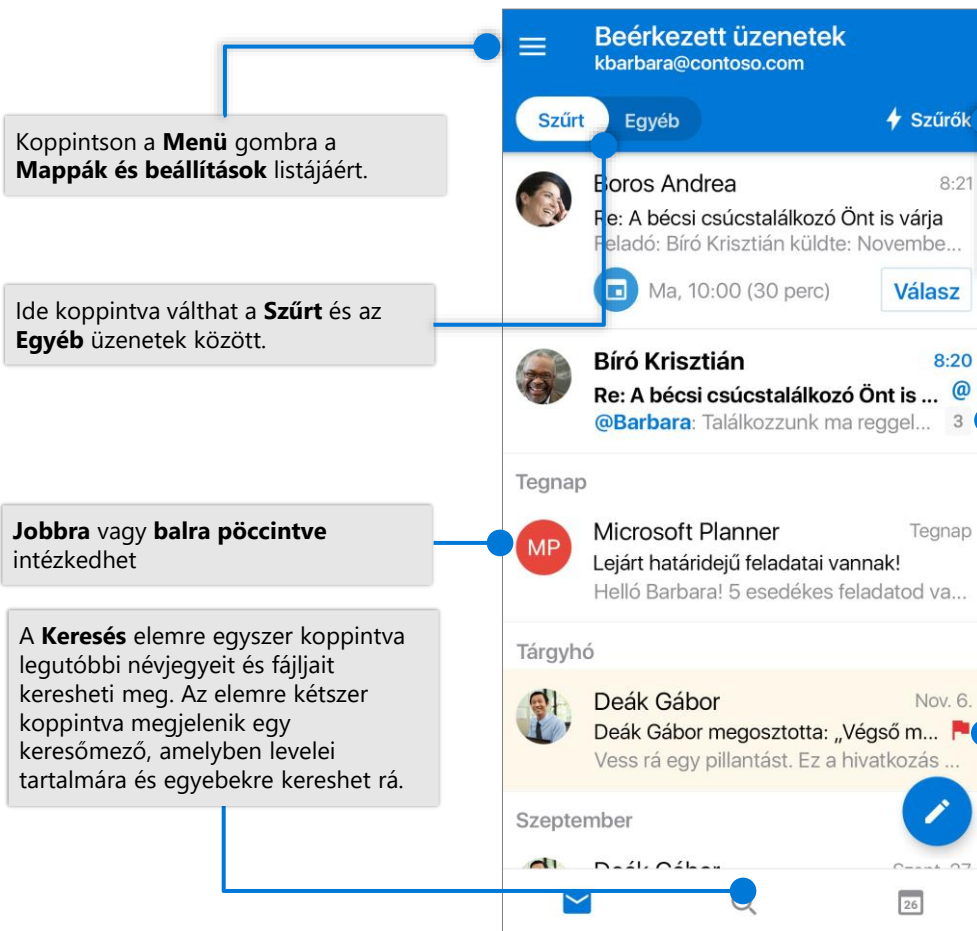 Koppintson a Menü gombra a
Mappák és beállítások listájáért.
Ide koppintva válthat a Szűrt és az
Egyéb üzenetek között.
Jobbra vagy balra pöccintve
intézkedhet
A Keresés elemre egyszer koppintva
legutóbbi névjegyeit és fájljait
keresheti meg. Az elemre kétszer
koppintva megjelenik egy
keresőmező, amelyben levelei
tartalmára és egyebekre kereshet rá.
Beérkezett üzenetek
kbarbara@contoso.com
Szűrt Egyéb Szűrők
Boros Andrea 8:21
Re: A bécsi csúcstalálkozó Önt is várja
Feladó: Bíró Krisztián küldte: Novembe...
Ma, 10:00 (30 perc) Válasz
Bíró Krisztián 8:20
Re: A bécsi csúcstalálkozó Önt is ... @
@Barbara: Találkozzunk ma reggel... 3
Tegnap
MP Microsoft Planner Tegnap
Lejárt határidejű feladatai vannak!
Helló Barbara! 5 esedékes feladatod va...
Tárgyhó
Deák Gábor Nov. 6.
Deák Gábor megosztotta: „Végső m...
Vess rá egy pillantást. Ez a hivatkozás ...
Szeptember
Deák Gábor
26